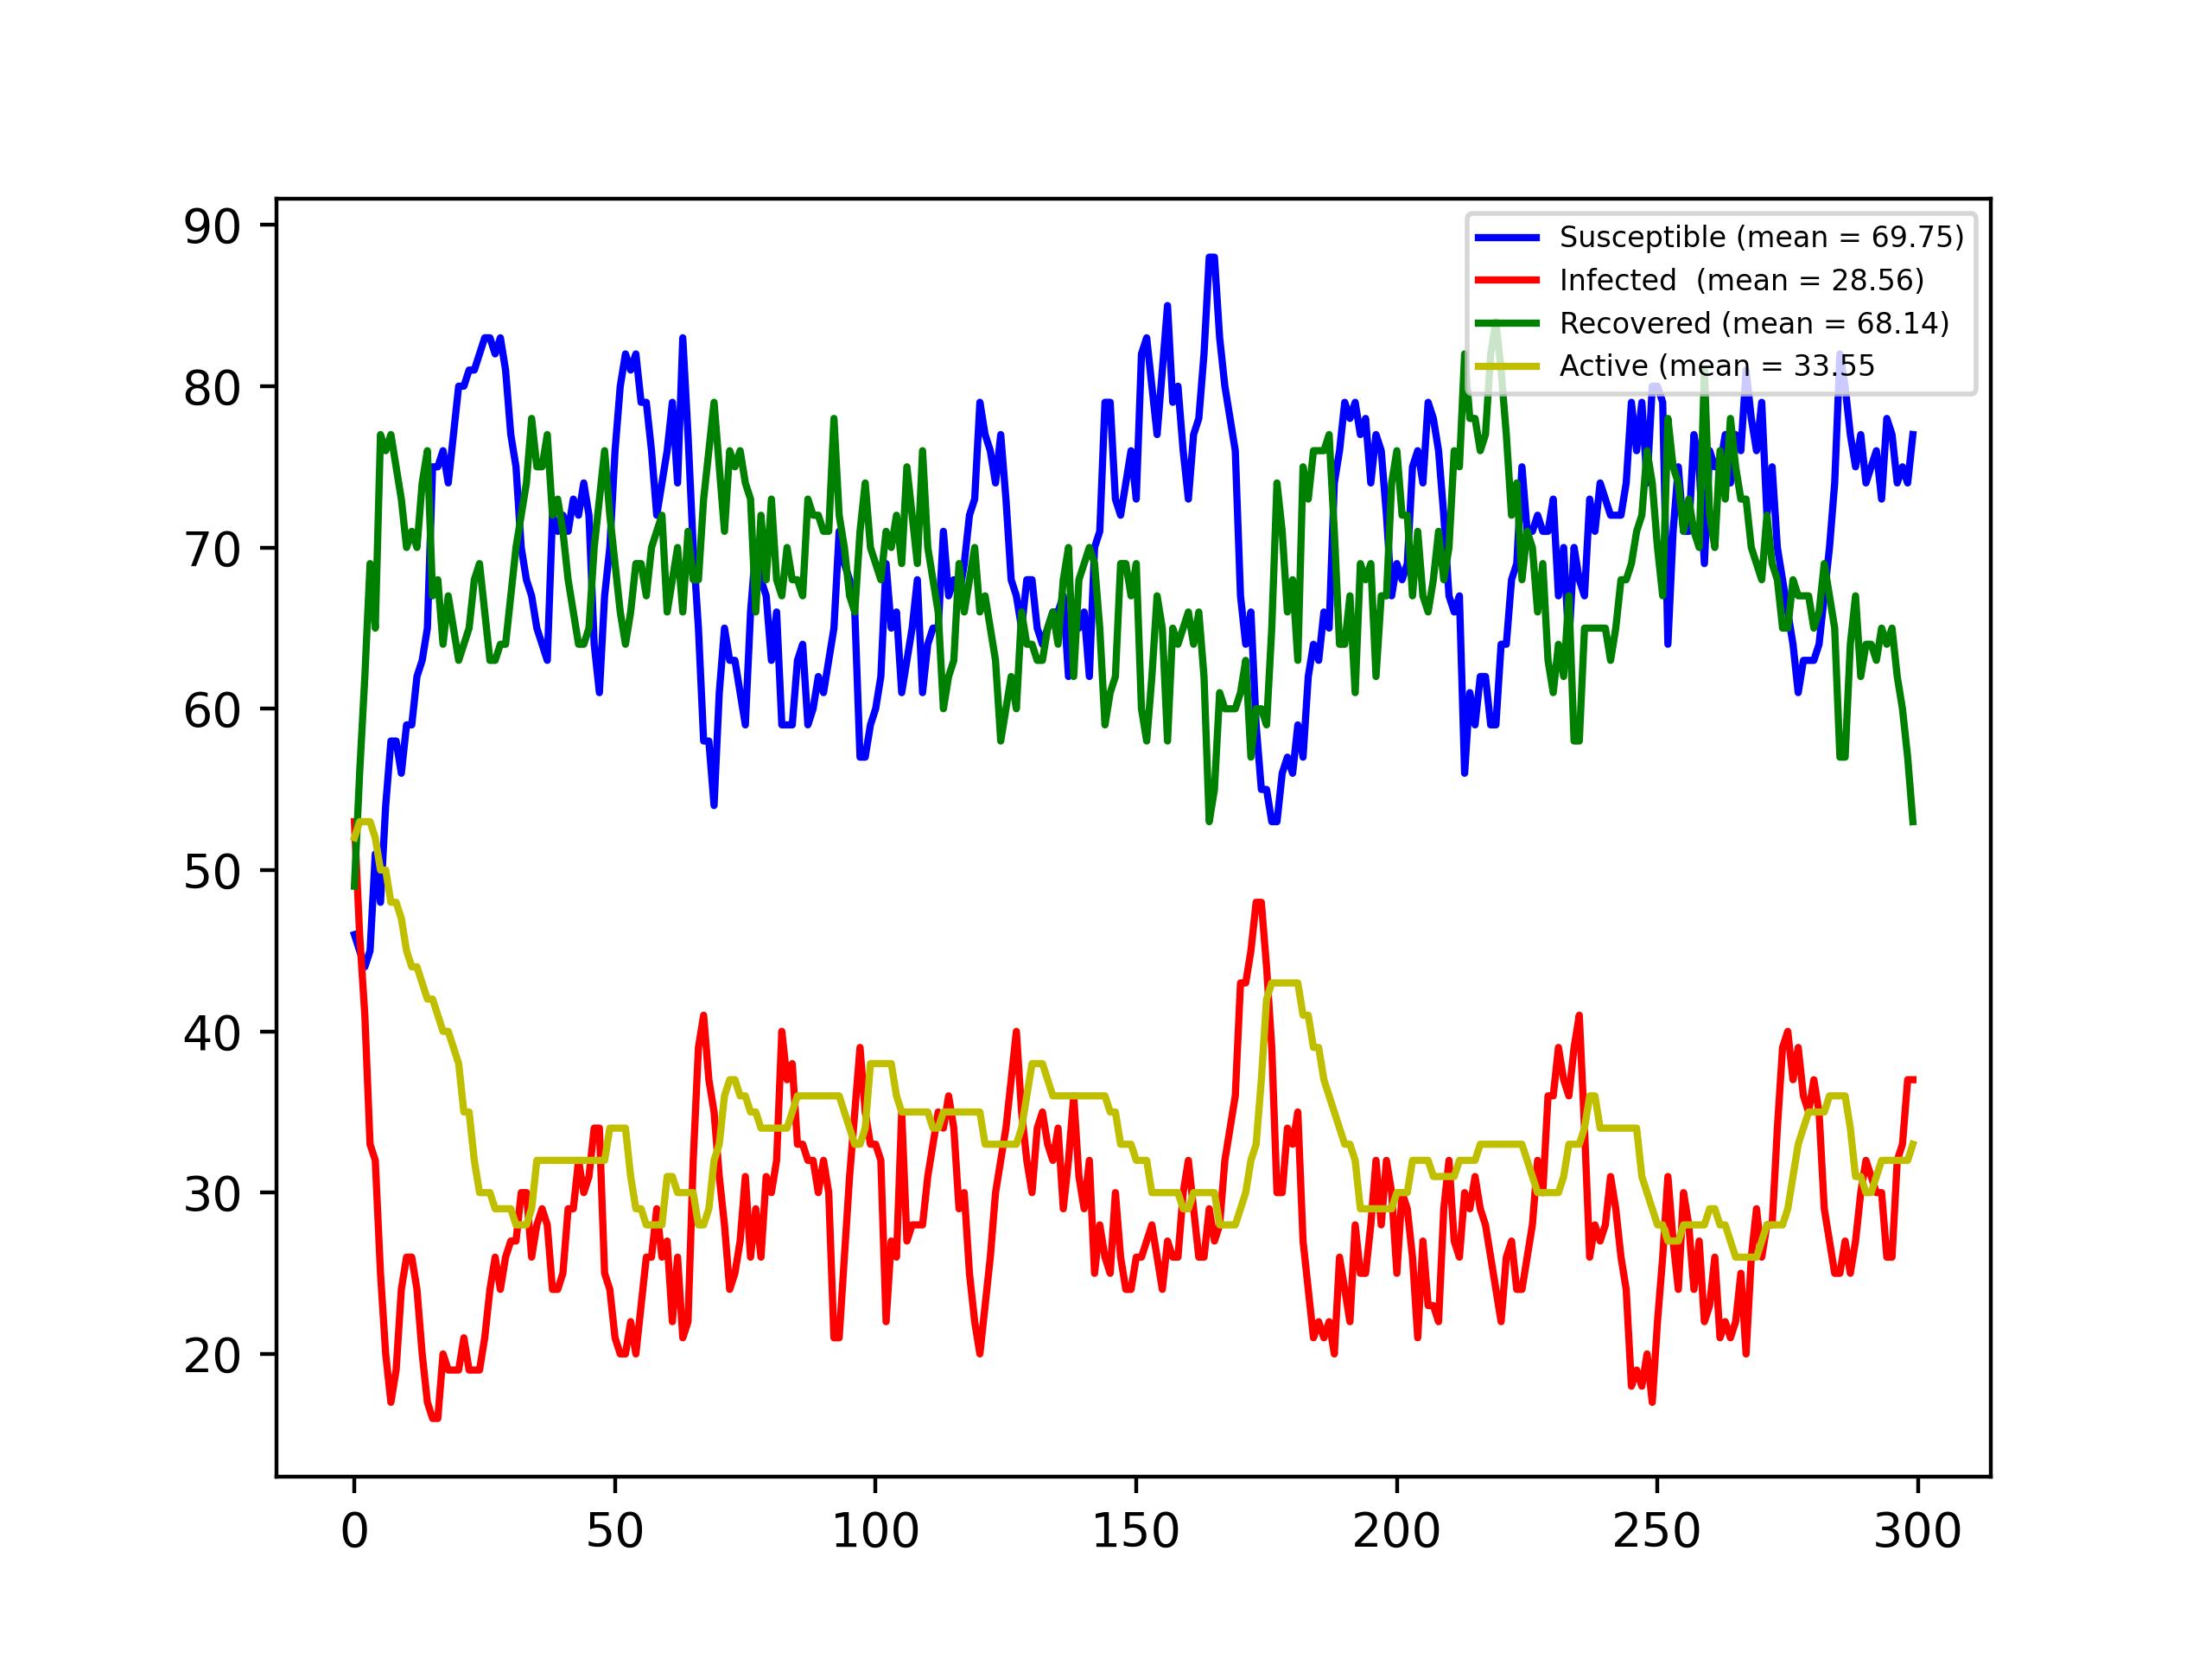 90
80
70
60
50
40
30
20
0 50 100 150 200 250 300
Susceptible (mean = 69.75)
Infected  (mean = 28.56)
Recovered (mean = 68.14)
Active (mean = 33.55